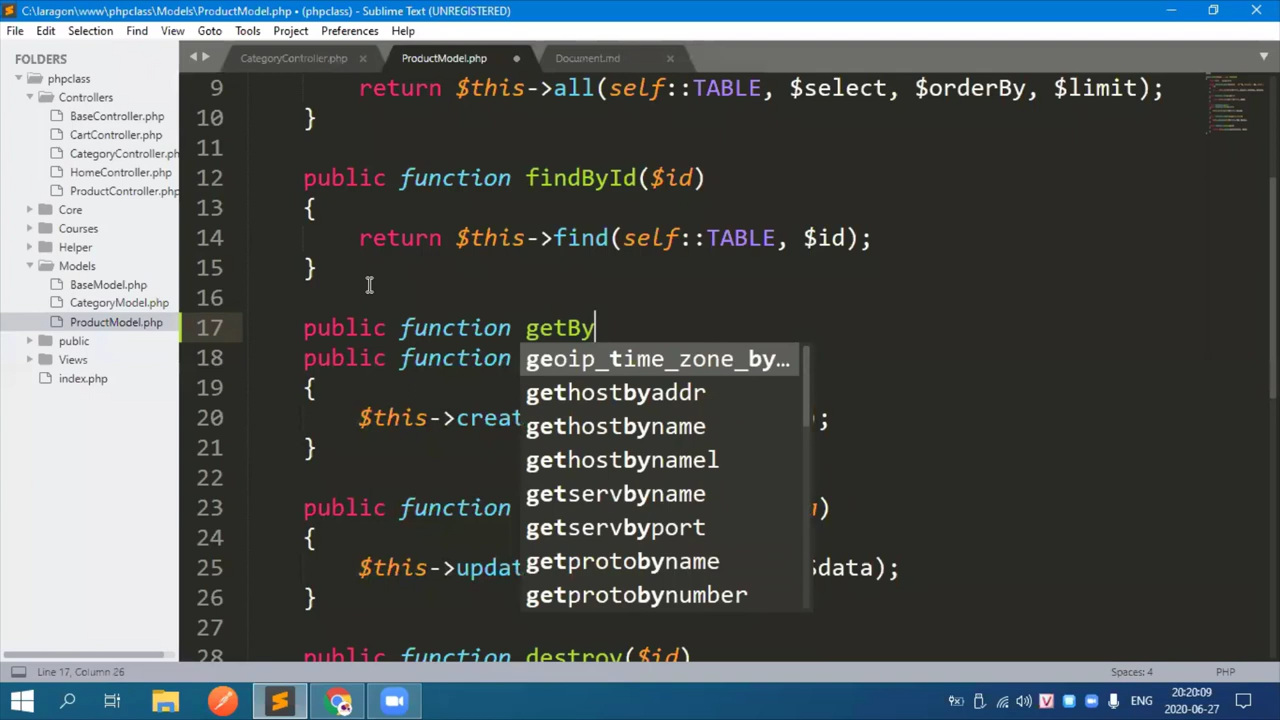 C:\laragon\www\phpclass\Models\ProductModel.php • (phpclass) - Sublime Text (UNREGISTERED)
File Edit Selection Find View Goto Tools Project Preferences Help
FOLDERS
phpclass
Controllers
BaseController.php
CartController.php
CategoryController.ph
HomeController.php
ProductController.php
Core
Courses
Helper
Models
BaseModel.php
CategoryModel.php
ProductModel.php
public
Views
index.php
CategoryController.php × ProductModel.php • Document.md ×
9 return $this->all(self::TABLE, $select, $orderBy, $limit);
10 }
11
12 public function findById($id)
13 {
14 return $this->find(self::TABLE, $id);
15 }
16
17 public function getBy
18 public function
19 {
20 $this->creat );
21 }
22
23 public function )
24 {
25 $this->updat $data);
26 }
27
28 public function destroy($id)
geoip_time_zone_by...
gethostbyaddr
gethostbyname
gethostbynamel
getservbyname
getservbyport
getprotobyname
getprotobynumber
Line 17, Column 26
Spaces: 4 PHP
ENG
20:20:09
2020-06-27